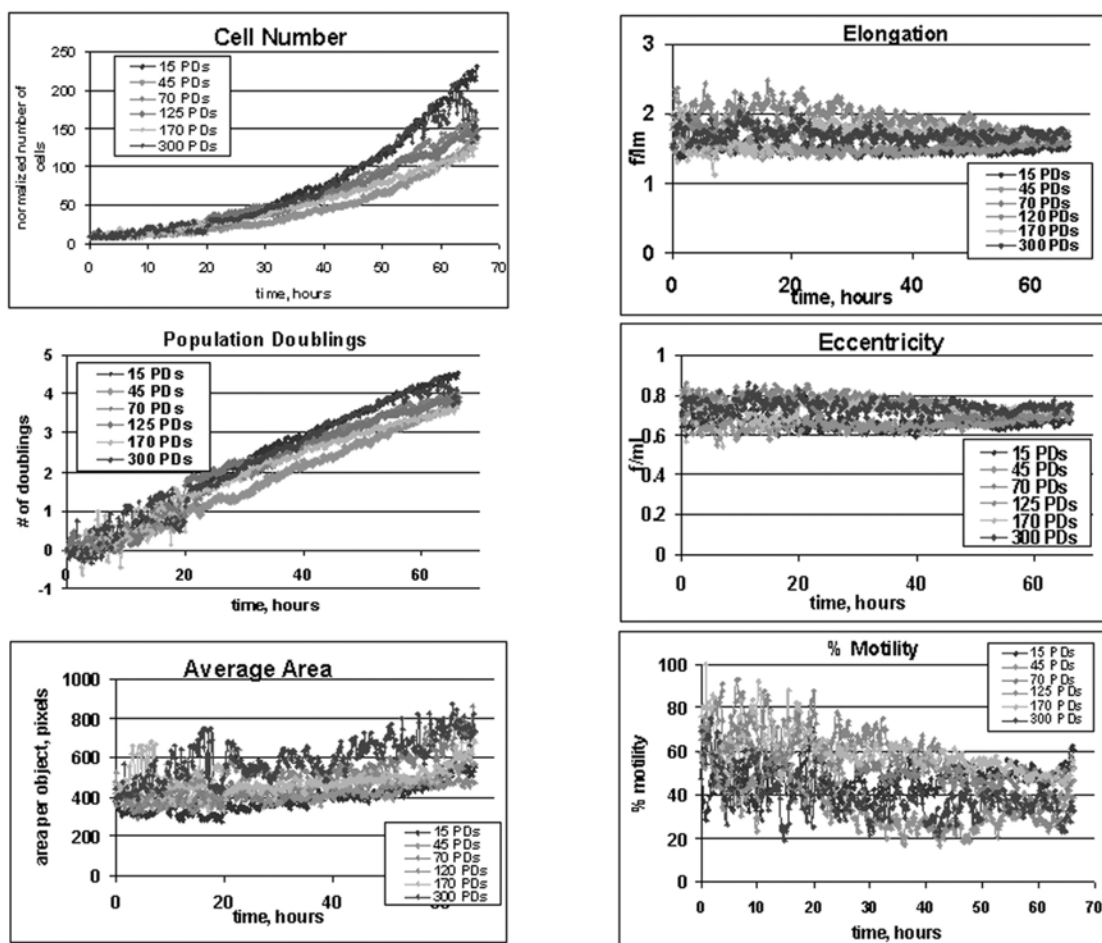 Cell Number
250
200
150
100
50
0
normalized number of
cells
15 PDs
45 PDs
70 PDs
125 PDs
170 PDs
300 PDs
0 10 20 30 40 50 60 70
time, hours
Elongation
3
2
1
0
f/lm
15 PDs
45 PDs
70 PDs
120 PDs
170 PDs
300 PDs
0 20 40 60
time, hours
Population Doublings
5
4
3
2
1
0
-1
# of doublings
15 PDs
45 PDs
70 PDs
125 PDs
170 PDs
300 PDs
20 40 60
time, hours
Eccentricity
1
0.8
0.6
0.4
0.2
0
f/ml
15 PDs
45 PDs
70 PDs
125 PDs
170 PDs
300 PDs
0 20 40 60
time, hours
Average Area
1000
800
600
400
200
0
area per object, pixels
15 PDs
45 PDs
70 PDs
120 PDs
170 PDs
300 PDs
0 20 40
time, hours
% Motility
100
80
60
40
20
0
% motility
15 PDs
45 PDs
70 PDs
125 PDs
170 PDs
300 PDs
0 10 20 30 40 50 60 70
time, hours